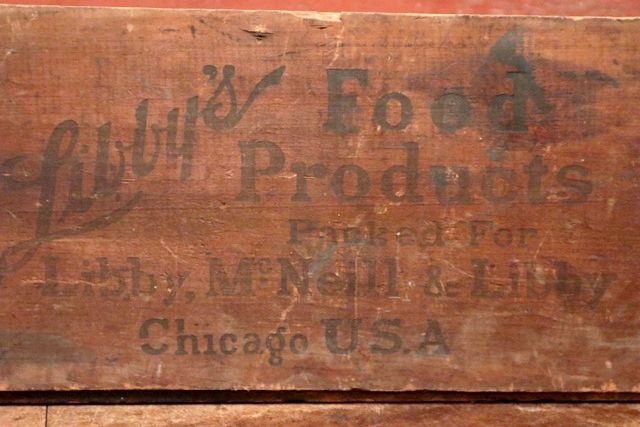 Libby's Food
Products
Packed For
Libby, McNeill & Libby
Chicago U.S.A